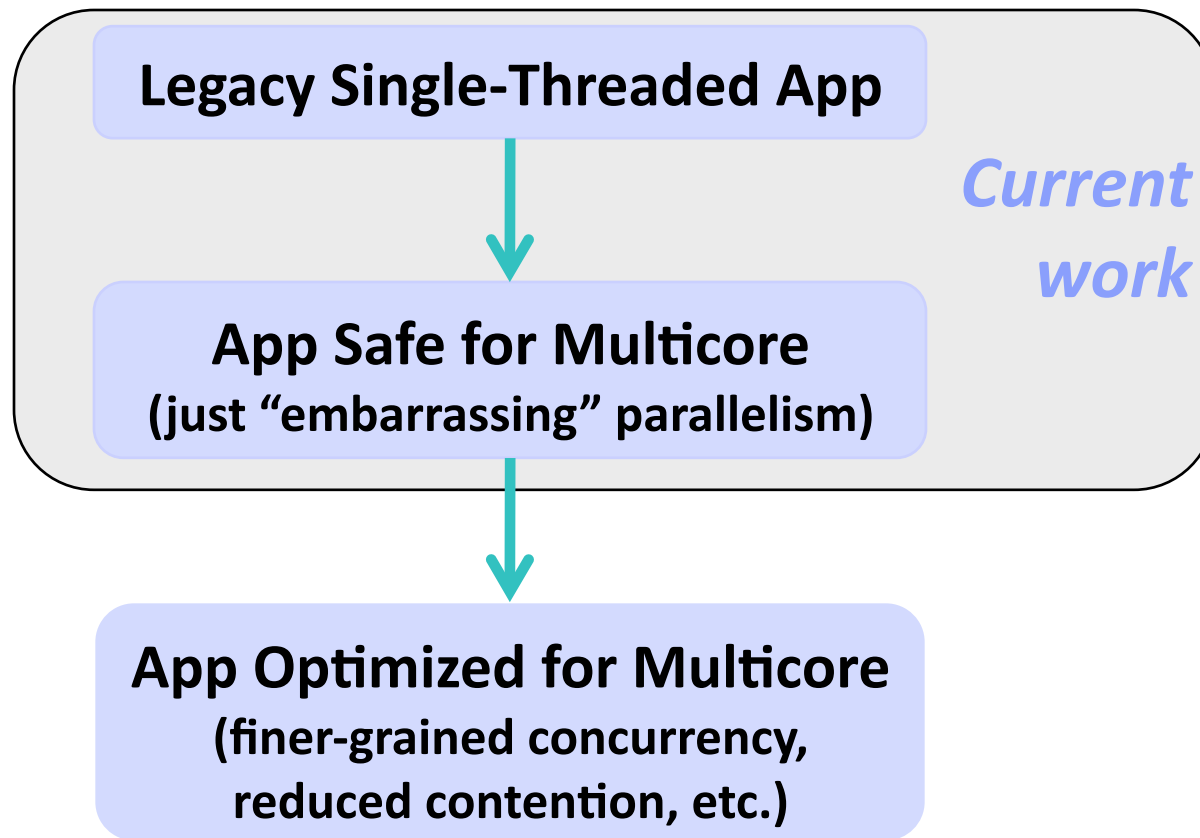 Legacy Single-Threaded App
Current
work
App Safe for Multicore
(just “embarrassing” parallelism)
App Optimized for Multicore
(finer-grained concurrency,
reduced contention, etc.)